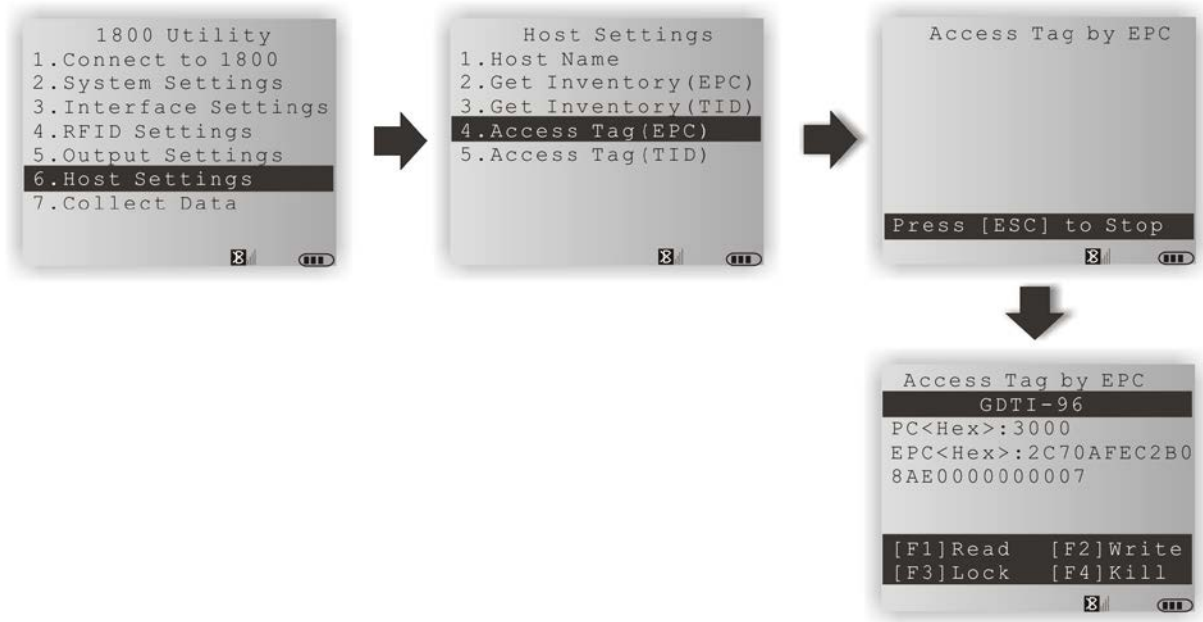 1800 Utility
1.Connect to 1800
2.System Settings
3.Interface Settings
4.RFID Settings
5.Output Settings
6.Host Settings
7.Collect Data
Host Settings
1.Host Name
2.Get Inventory(EPC)
3.Get Inventory(TID)
4.Access Tag(EPC)
5.Access Tag(TID)
Access Tag by EPC
Press [ESC] to Stop
Access Tag by EPC
GDTI-96
PC<Hex>:3000
EPC<Hex>:2C70AFEC2B0
8AE0000000007
[F1]Read [F2]Write
[F3]Lock [F4]Kill